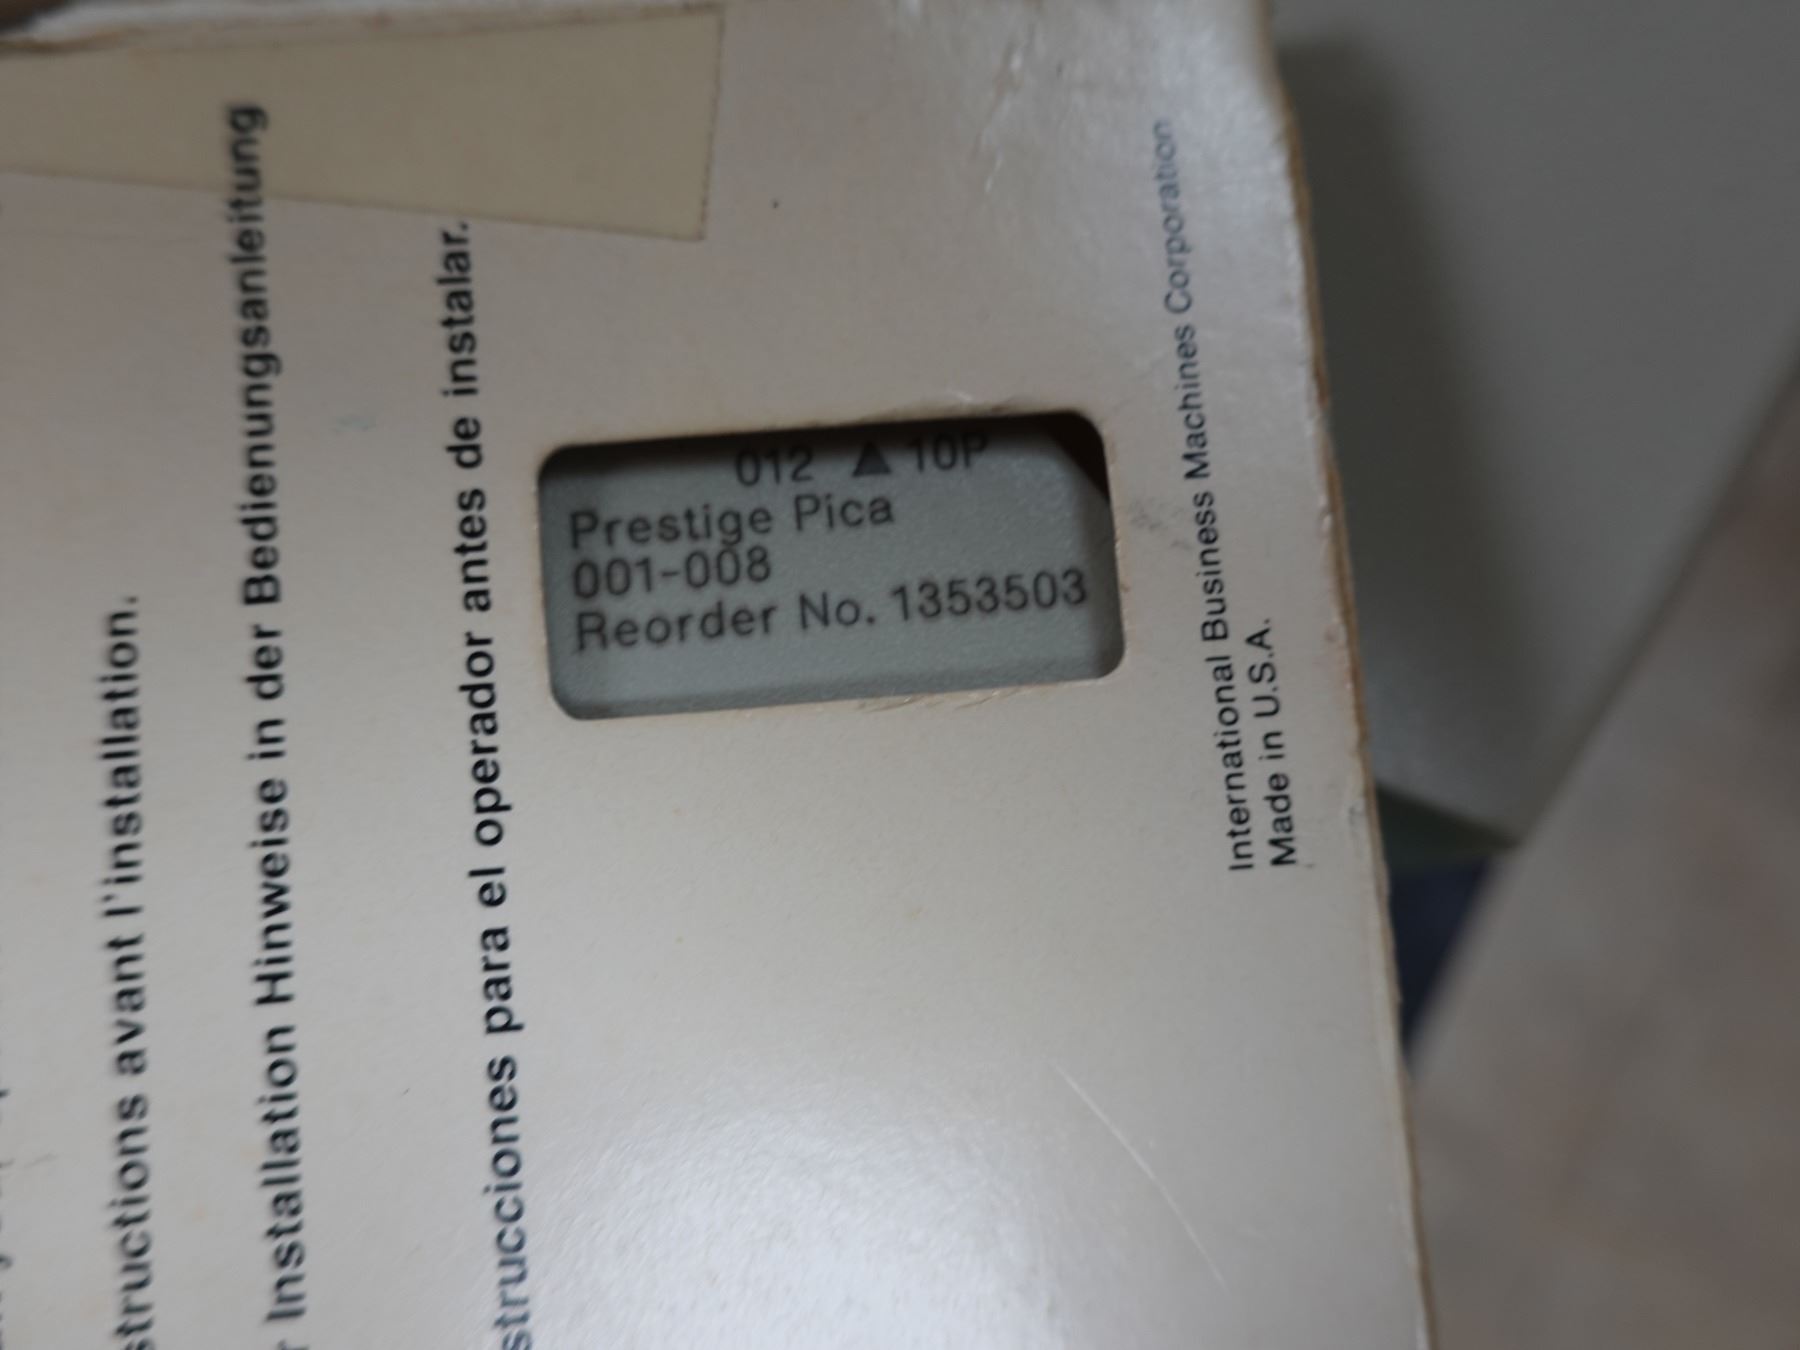 012 ▲ 10P
Prestige Pica
001-008
Reorder No. 1353503
International Business Machines Corporation
Made in U.S.A.
structions avant l'installation.
r Installation Hinweise in der Bedienungsanleitung
strucciones para el operador antes de instalar.